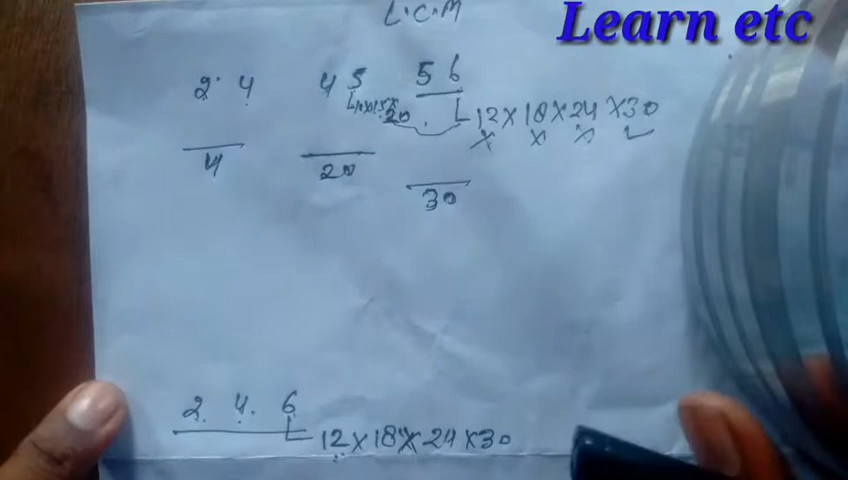 L.C.M
Learn etc
2. 4 4 5 5 6
20. 12 X 18 X 24 X 30
X X X ✓
4 20 30
2. 4. 6
12 X 18 X 24 X 30